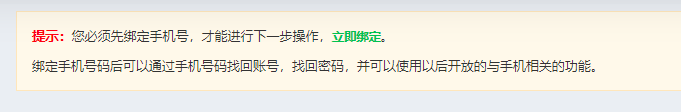 提示：您必须先绑定手机号，才能进行下一步操作，立即绑定。
绑定手机号码后可以通过手机号码找回账号，找回密码，并可以使用以后开放的与手机相关的功能。